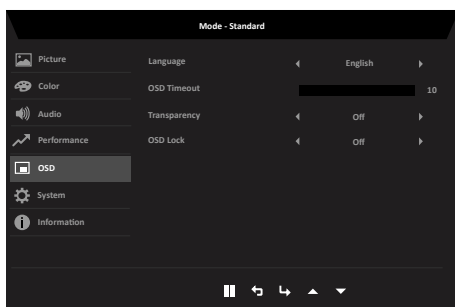 Mode - Standard
Picture
Color
Audio
Performance
OSD
System
Information
Language English
OSD Timeout 10
Transparency Off
OSD Lock Off